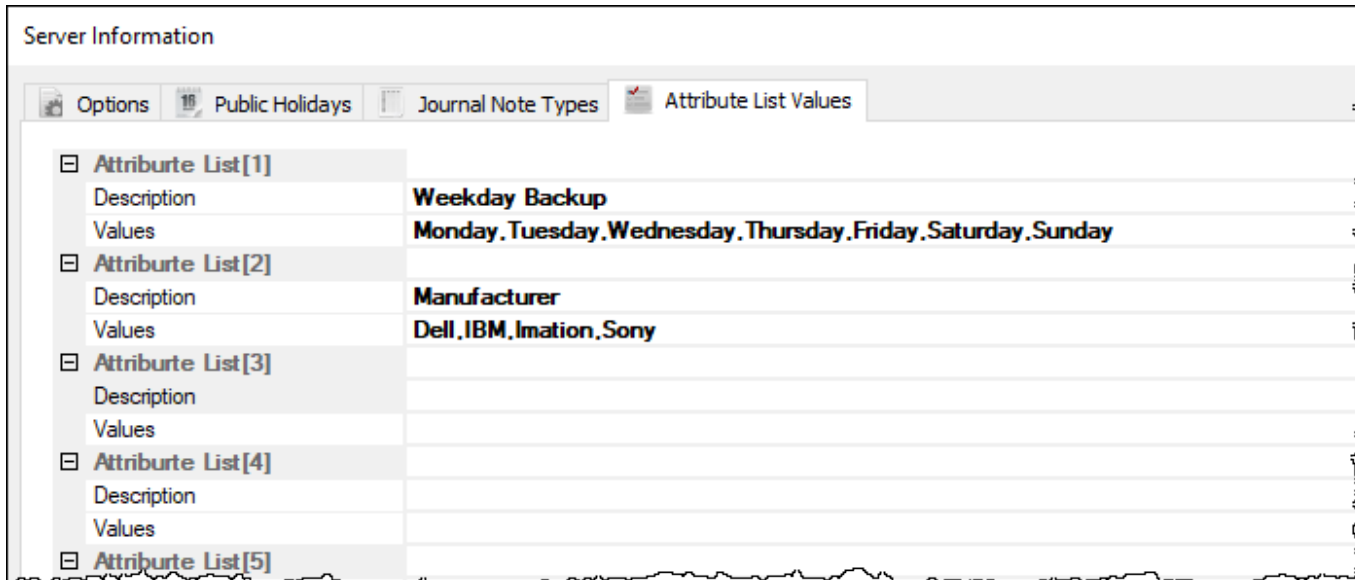 Server Information
Options Public Holidays Journal Note Types Attribute List Values
Attriburte List[1]
Description Weekday Backup
Values Monday,Tuesday,Wednesday,Thursday,Friday,Saturday,Sunday
Attriburte List[2]
Description Manufacturer
Values Dell,IBM,Imation,Sony
Attriburte List[3]
Description
Values
Attriburte List[4]
Description
Values
Attriburte List[5]